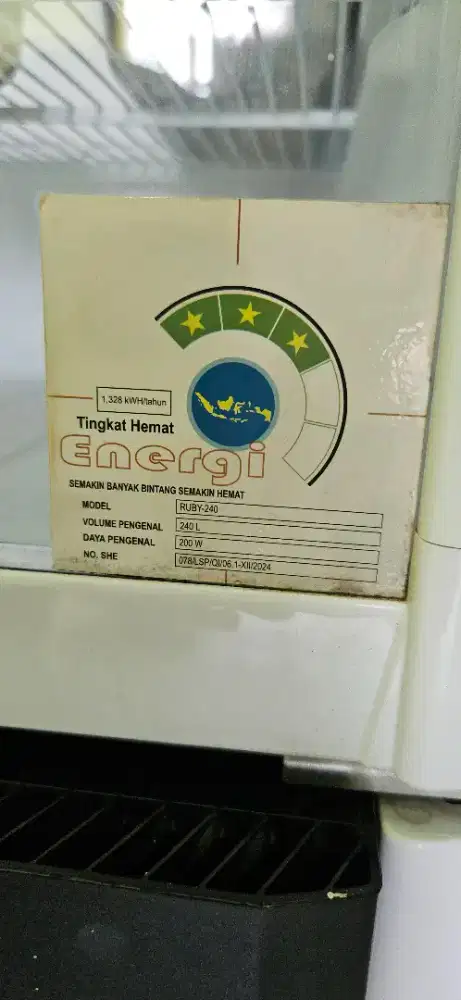 1,328 kWH/tahun
Tingkat Hemat
Energi
SEMAKIN BANYAK BINTANG SEMAKIN HEMAT
MODEL RUBY-240
VOLUME PENGENAL 240 L
DAYA PENGENAL 200 W
NO. SHE 078/LSP/QI/06.1-XII/2024